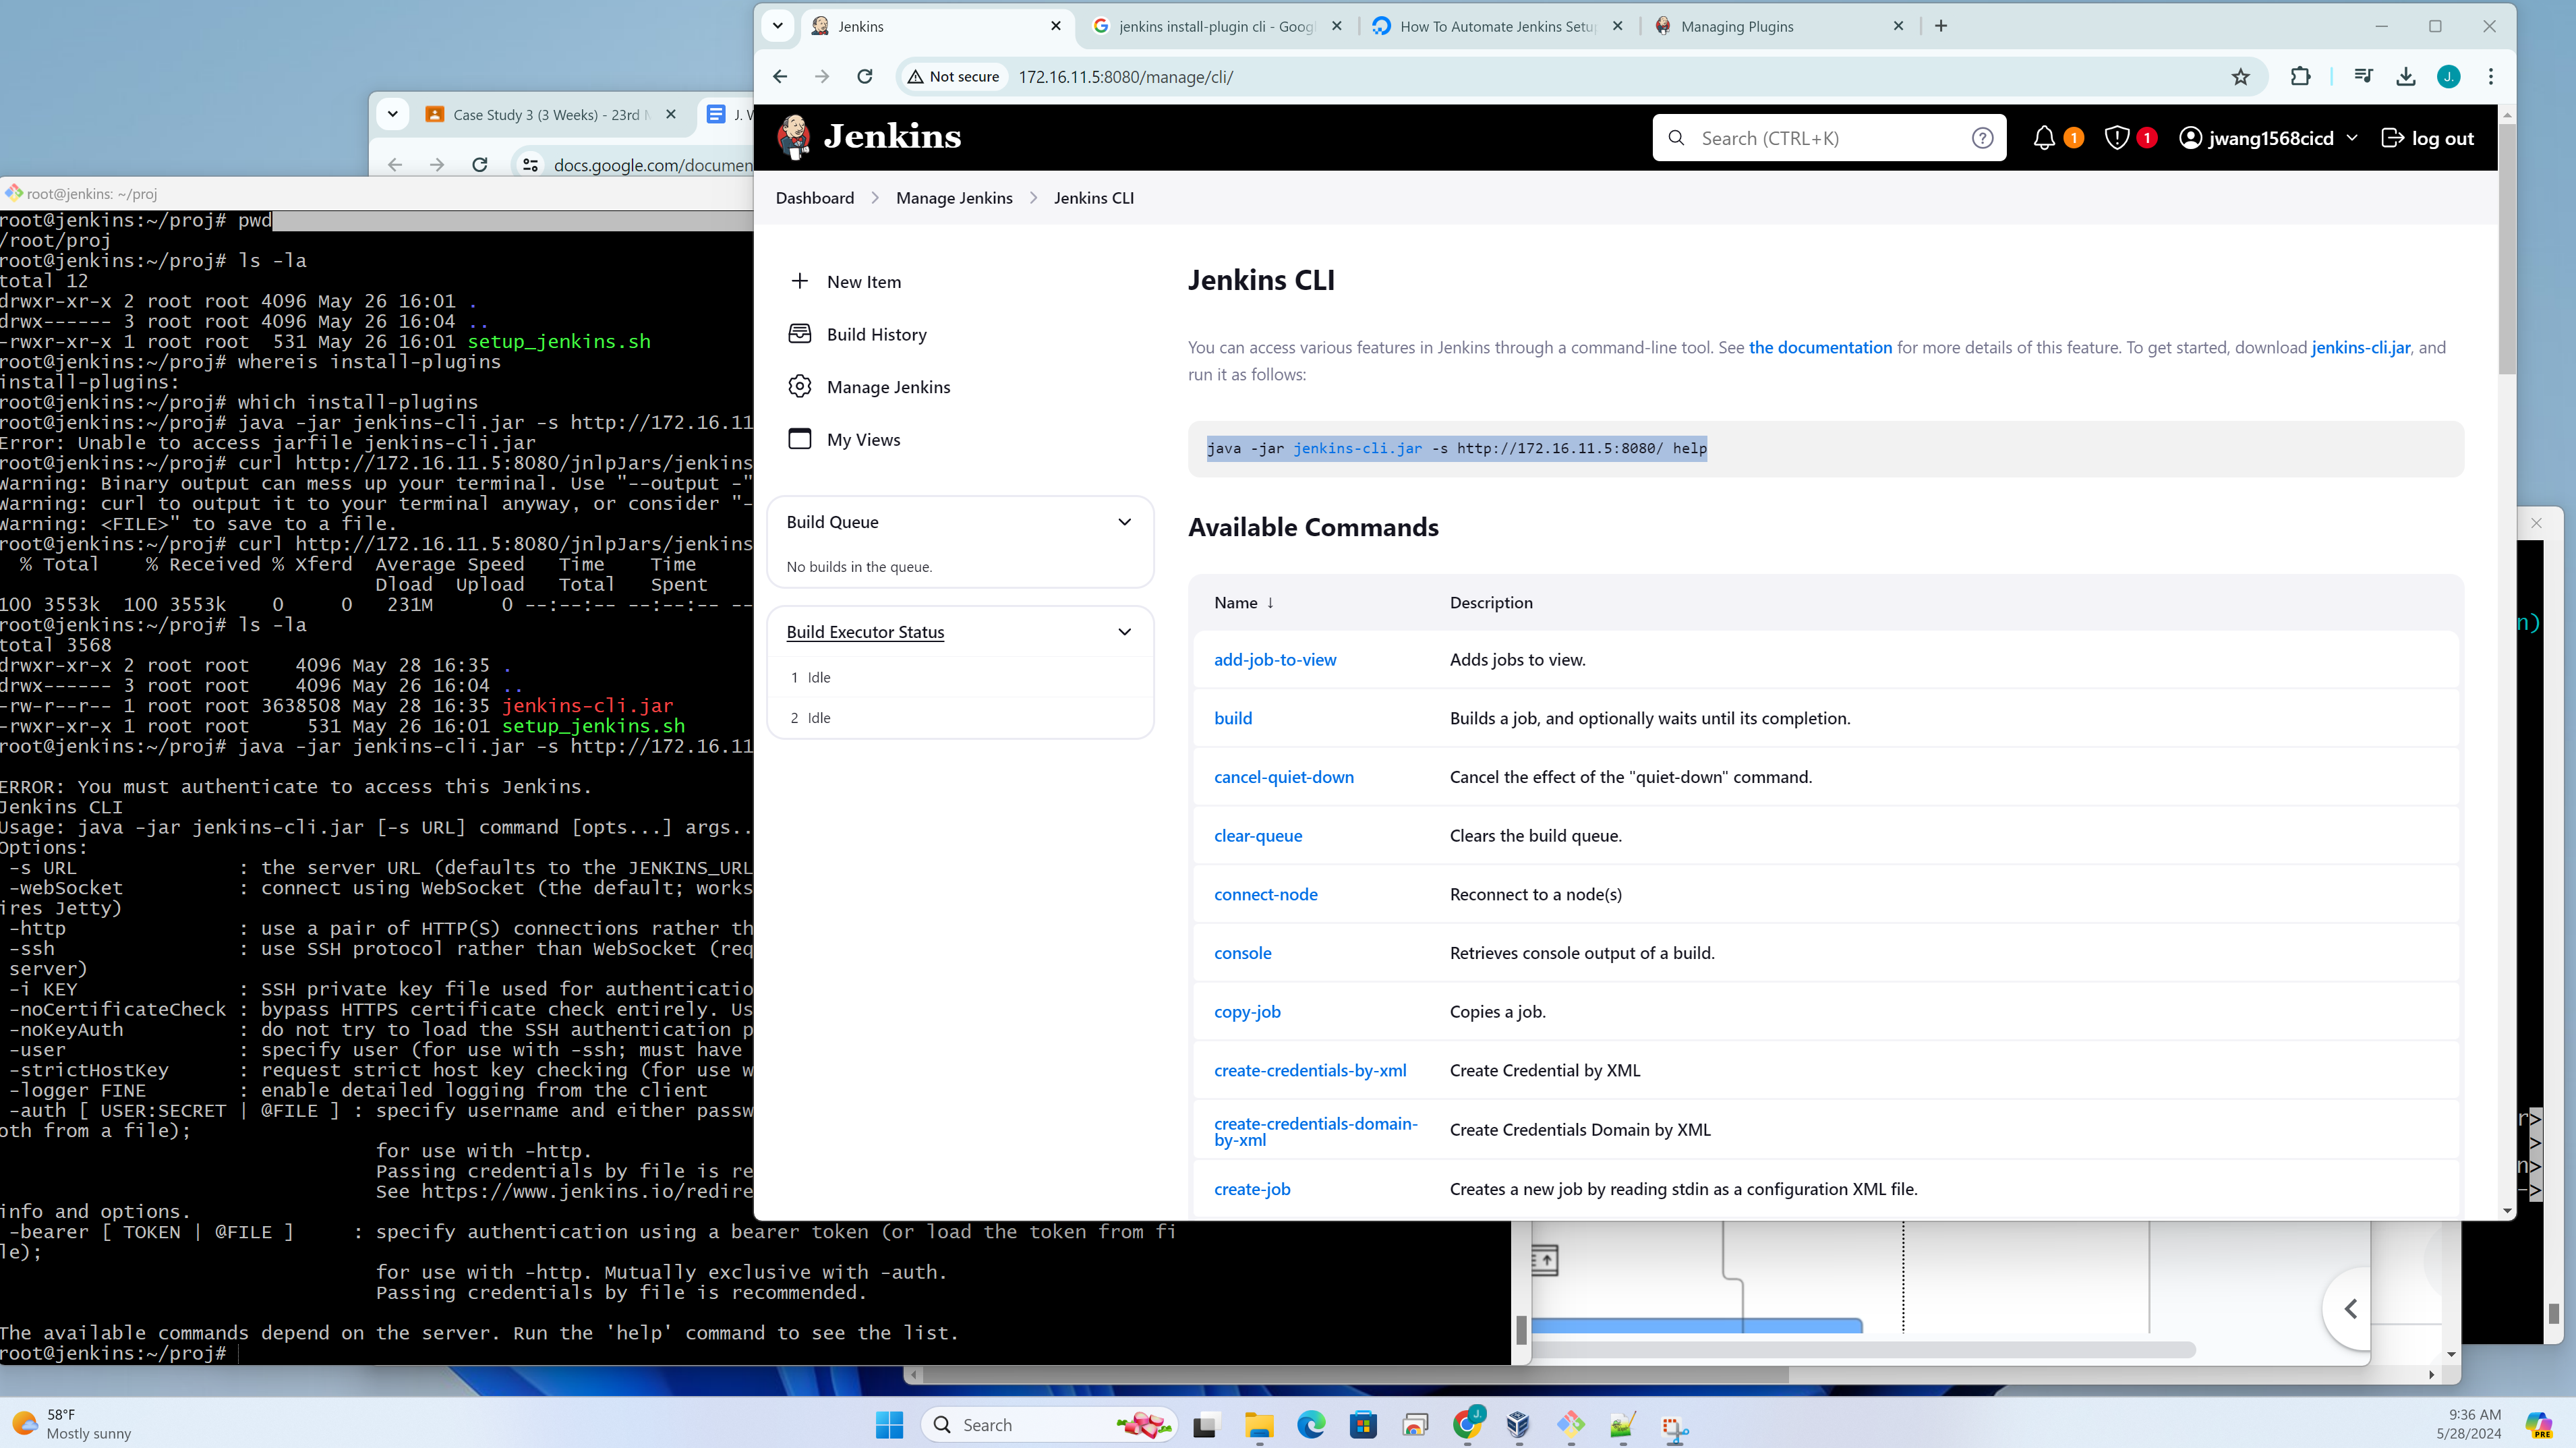 Jenkins
jenkins install-plugin cli - Goog
How To Automate Jenkins Setu
Managing Plugins
Not secure
172.16.11.5:8080/manage/cli/
J.
Case Study 3 (3 Weeks) - 23rd
J. W
docs.google.com/documen
Jenkins
Search (CTRL+K)
1
1
jwang1568cicd
log out
Dashboard
Manage Jenkins
Jenkins CLI
New Item
Build History
Manage Jenkins
My Views
Build Queue
No builds in the queue.
Build Executor Status
1 Idle
2 Idle
Jenkins CLI
You can access various features in Jenkins through a command-line tool. See the documentation for more details of this feature. To get started, download jenkins-cli.jar, and
run it as follows:
java -jar jenkins-cli.jar -s http://172.16.11.5:8080/ help
Available Commands
Name ↓ Description
add-job-to-view Adds jobs to view.
build Builds a job, and optionally waits until its completion.
cancel-quiet-down Cancel the effect of the "quiet-down" command.
clear-queue Clears the build queue.
connect-node Reconnect to a node(s)
console Retrieves console output of a build.
copy-job Copies a job.
create-credentials-by-xml Create Credential by XML
create-credentials-domain-
by-xml Create Credentials Domain by XML
create-job Creates a new job by reading stdin as a configuration XML file.
root@jenkins: ~/proj
root@jenkins:~/proj# pwd
/root/proj
root@jenkins:~/proj# ls -la
total 12
drwxr-xr-x 2 root root 4096 May 26 16:01 .
drwx------ 3 root root 4096 May 26 16:04 ..
-rwxr-xr-x 1 root root 531 May 26 16:01 setup_jenkins.sh
root@jenkins:~/proj# whereis install-plugins
install-plugins:
root@jenkins:~/proj# which install-plugins
root@jenkins:~/proj# java -jar jenkins-cli.jar -s http://172.16.11
Error: Unable to access jarfile jenkins-cli.jar
root@jenkins:~/proj# curl http://172.16.11.5:8080/jnlpJars/jenkins
Warning: Binary output can mess up your terminal. Use "--output -"
Warning: curl to output it to your terminal anyway, or consider "-
Warning: <FILE>" to save to a file.
root@jenkins:~/proj# curl http://172.16.11.5:8080/jnlpJars/jenkins
% Total % Received % Xferd Average Speed Time Time
Dload Upload Total Spent
100 3553k 100 3553k 0 0 231M 0 --:--:-- --:--:-- --
root@jenkins:~/proj# ls -la
total 3568
drwxr-xr-x 2 root root 4096 May 28 16:35 .
drwx------ 3 root root 4096 May 26 16:04 ..
-rw-r--r-- 1 root root 3638508 May 28 16:35 jenkins-cli.jar
-rwxr-xr-x 1 root root 531 May 26 16:01 setup_jenkins.sh
root@jenkins:~/proj# java -jar jenkins-cli.jar -s http://172.16.11
ERROR: You must authenticate to access this Jenkins.
Jenkins CLI
Usage: java -jar jenkins-cli.jar [-s URL] command [opts...] args..
Options:
-s URL : the server URL (defaults to the JENKINS_URL
-webSocket : connect using WebSocket (the default; works
ires Jetty)
-http : use a pair of HTTP(S) connections rather th
-ssh : use SSH protocol rather than WebSocket (req
server)
-i KEY : SSH private key file used for authenticatio
-noCertificateCheck : bypass HTTPS certificate check entirely. Us
-noKeyAuth : do not try to load the SSH authentication p
-user : specify user (for use with -ssh; must have
-strictHostKey : request strict host key checking (for use w
-logger FINE : enable detailed logging from the client
-auth [ USER:SECRET | @FILE ] : specify username and either passw
oth from a file);
for use with -http.
Passing credentials by file is re
See https://www.jenkins.io/redire
info and options.
-bearer [ TOKEN | @FILE ] : specify authentication using a bearer token (or load the token from fi
le);
for use with -http. Mutually exclusive with -auth.
Passing credentials by file is recommended.
The available commands depend on the server. Run the 'help' command to see the list.
root@jenkins:~/proj#
n)
r>
>
n>
->
58°F
Mostly sunny
Search
J.
9:36 AM
5/28/2024
PRE